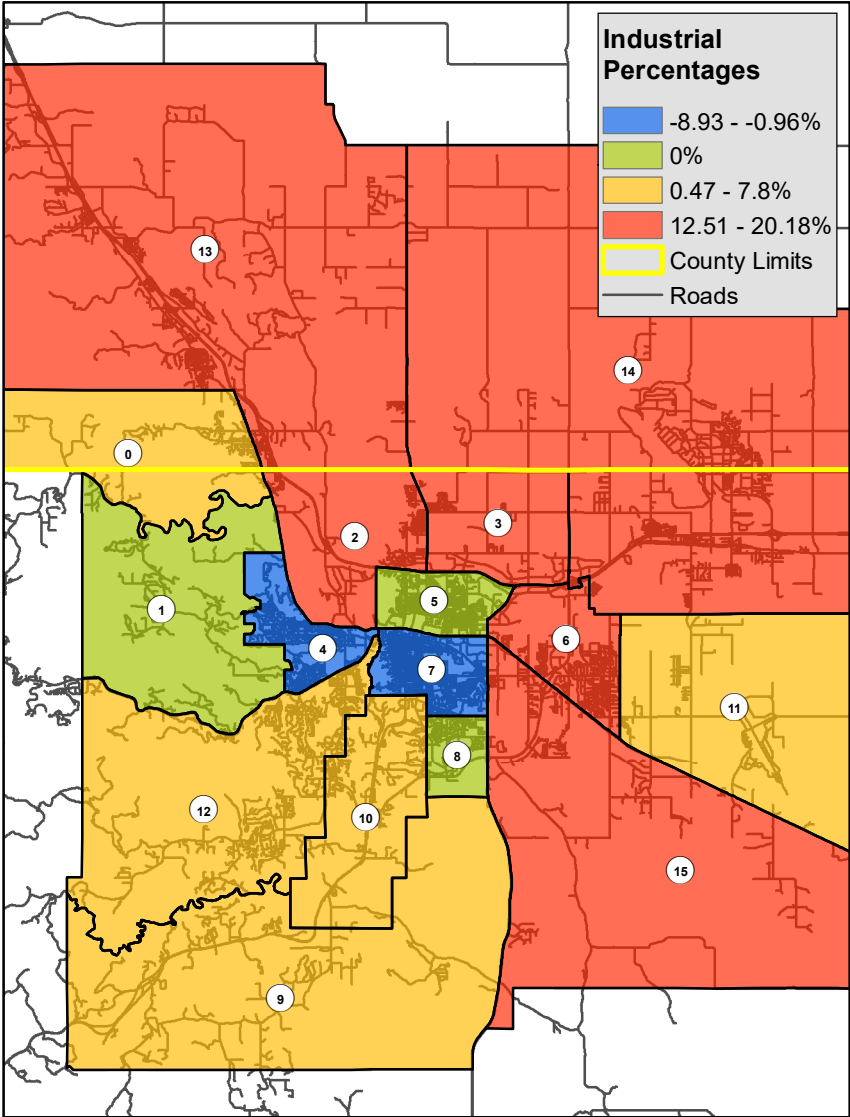 Industrial
Percentages
-8.93 - -0.96%
0%
0.47 - 7.8%
12.51 - 20.18%
County Limits
Roads
13
14
0
3
2
5
1
6
4
7
11
8
12
10
15
9